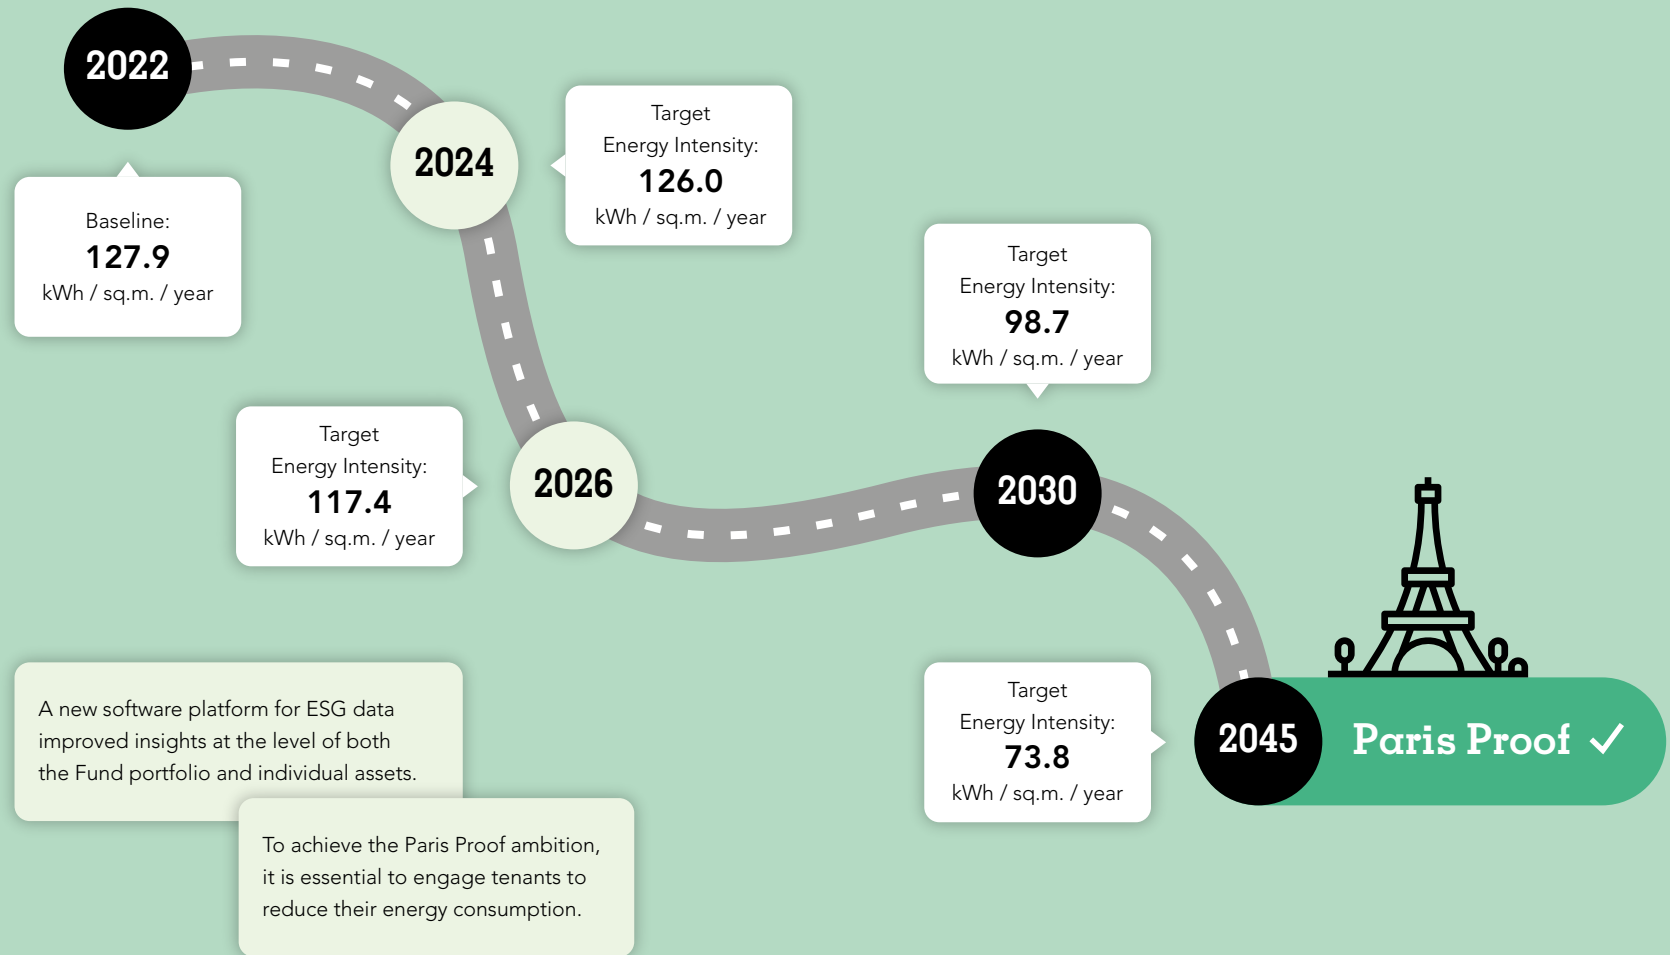 2022
Baseline:
127.9
kWh / sq.m. / year
2024
Target
Energy Intensity:
126.0
kWh / sq.m. / year
2026
Target
Energy Intensity:
117.4
kWh / sq.m. / year
2030
Target
Energy Intensity:
98.7
kWh / sq.m. / year
2045
Target
Energy Intensity:
73.8
kWh / sq.m. / year
Paris Proof
A new software platform for ESG data
improved insights at the level of both
the Fund portfolio and individual assets.
To achieve the Paris Proof ambition,
it is essential to engage tenants to
reduce their energy consumption.